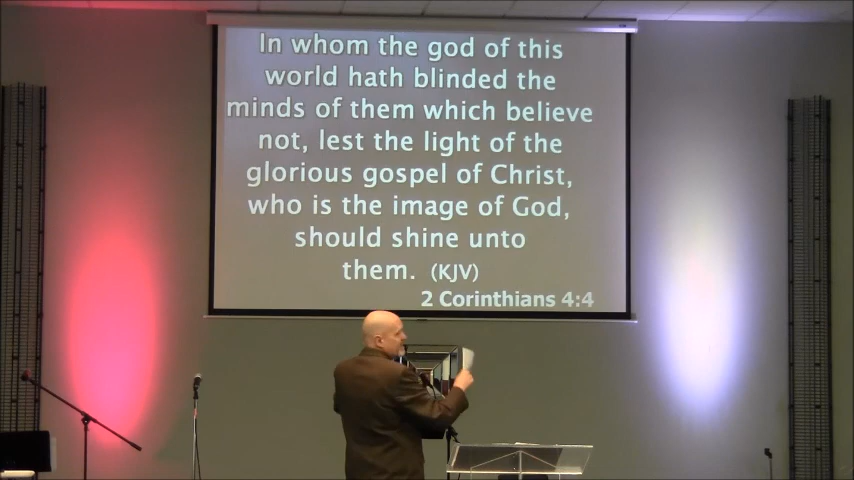 In whom the god of this
world hath blinded the
minds of them which believe
not, lest the light of the
glorious gospel of Christ,
who is the image of God,
should shine unto
them. (KJV)
2 Corinthians 4:4